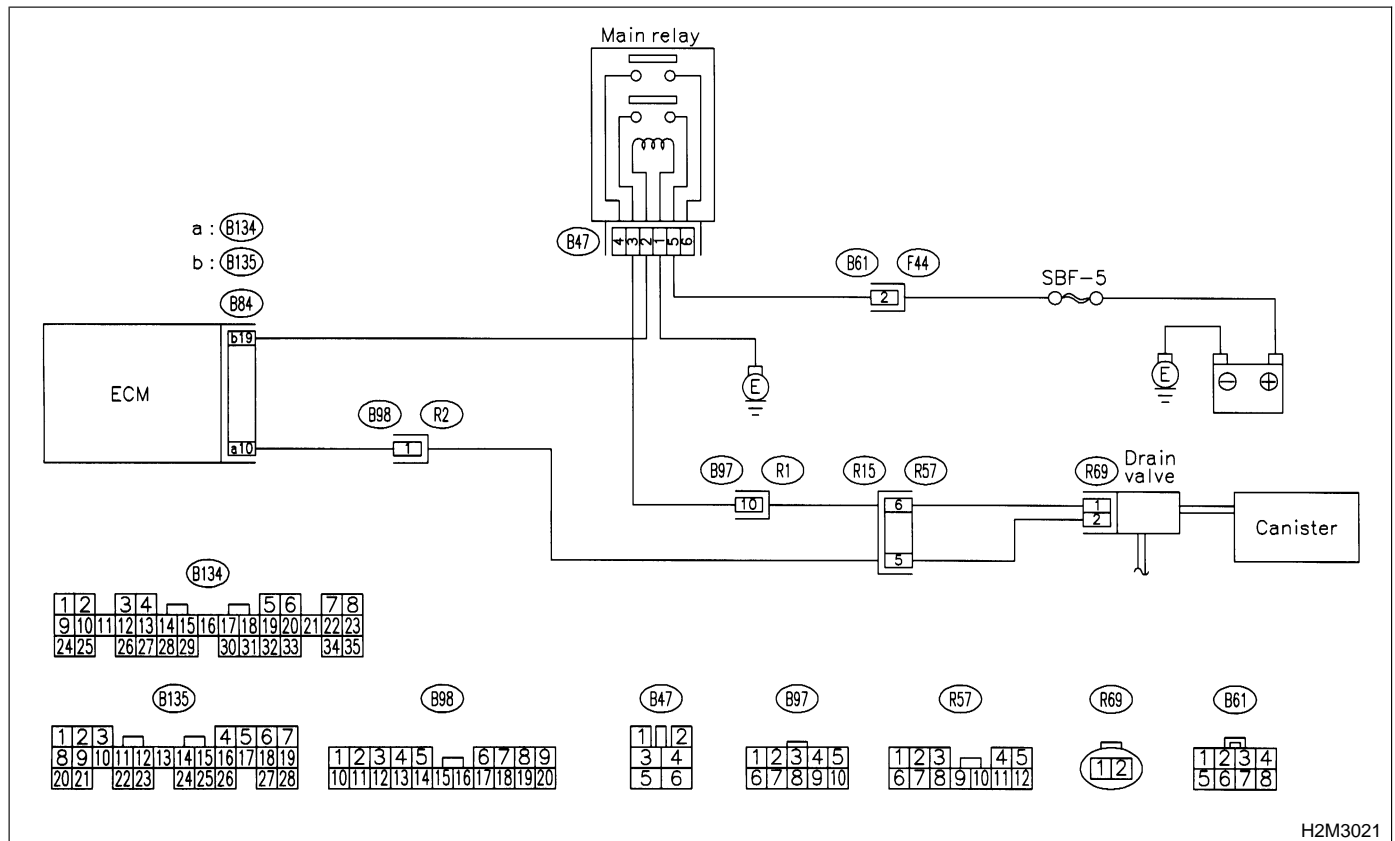 Main relay
a : B134
b : B135
B47
4 3 2 1 5 6
B61 F44
SBF-5
2
B84
b19
ECM
E
E
⊖ ⊕
B98 R2
a10
1
B97 R1
R15 R57
R69
Drain
valve
10
6
1
2
Canister
5
B134
1 2 3 4 5 6 7 8
9 10 11 12 13 14 15 16 17 18 19 20 21 22 23
24 25 26 27 28 29 30 31 32 33 34 35
B135
1 2 3 4 5 6 7
8 9 10 11 12 13 14 15 16 17 18 19
20 21 22 23 24 25 26 27 28
B98
1 2 3 4 5 6 7 8 9
10 11 12 13 14 15 16 17 18 19 20
B47
1 2
3 4
5 6
B97
1 2 3 4 5
6 7 8 9 10
R57
1 2 3 4 5
6 7 8 9 10 11 12
R69
1 2
B61
1 2 3 4
5 6 7 8
H2M3021